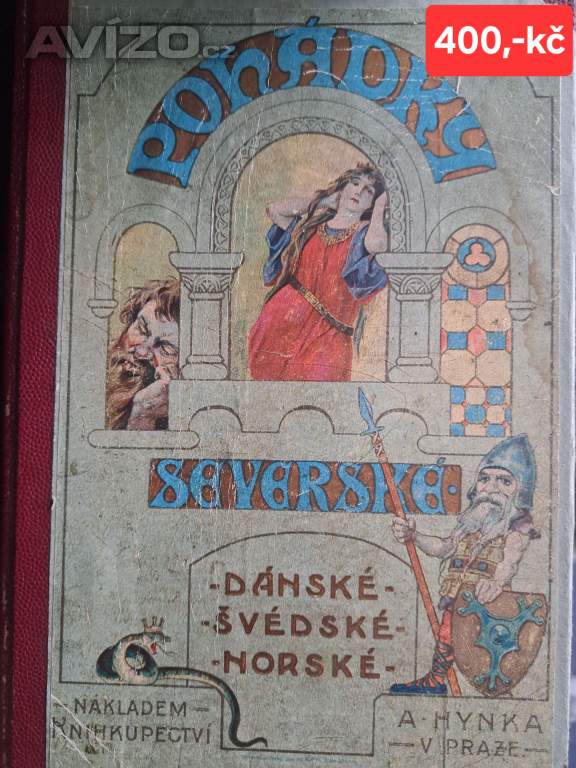 AVÍZO.cz
400,-kč
POHÁDKY
SEVERSKÉ·
·DÁNSKÉ·
·ŠVÉDSKÉ·
·NORSKÉ·
NÁKLADEM
KNIHKUPECTVÍ
A·HYNKA
V PRAZE.